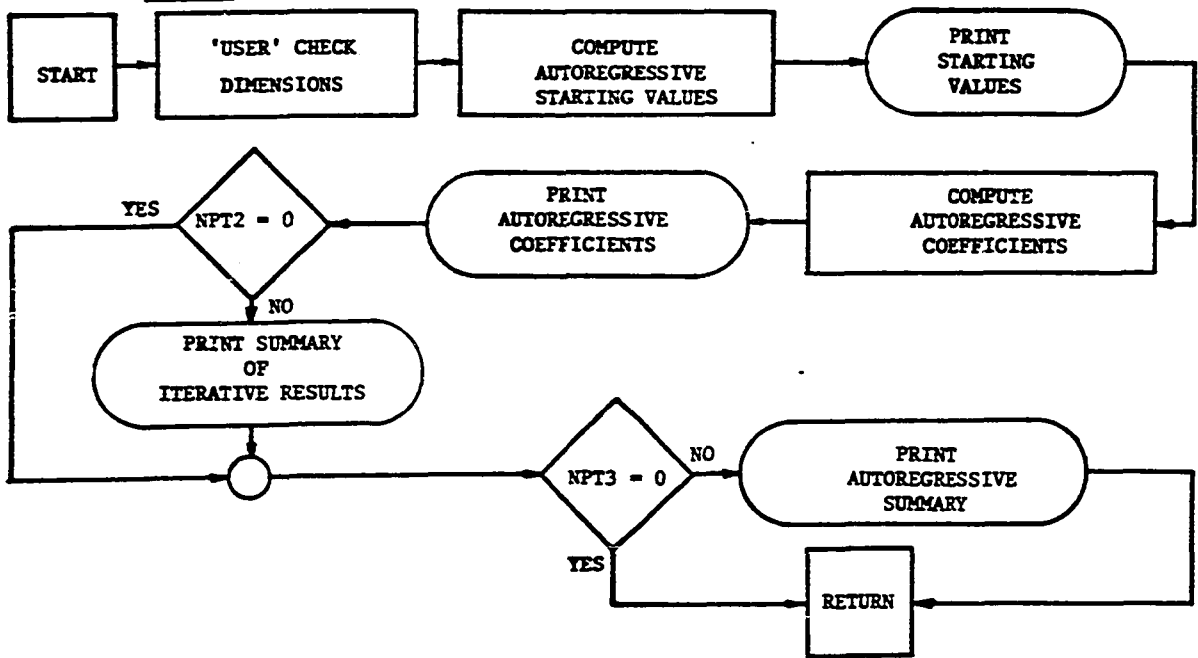 START
'USER' CHECK
DIMENSIONS
COMPUTE
AUTOREGRESSIVE
STARTING VALUES
PRINT
STARTING
VALUES
COMPUTE
AUTOREGRESSIVE
COEFFICIENTS
PRINT
AUTOREGRESSIVE
COEFFICIENTS
NPT2 = 0
YES
NO
PRINT SUMMARY
OF
ITERATIVE RESULTS
NPT3 = 0
NO
PRINT
AUTOREGRESSIVE
SUMMARY
YES
RETURN